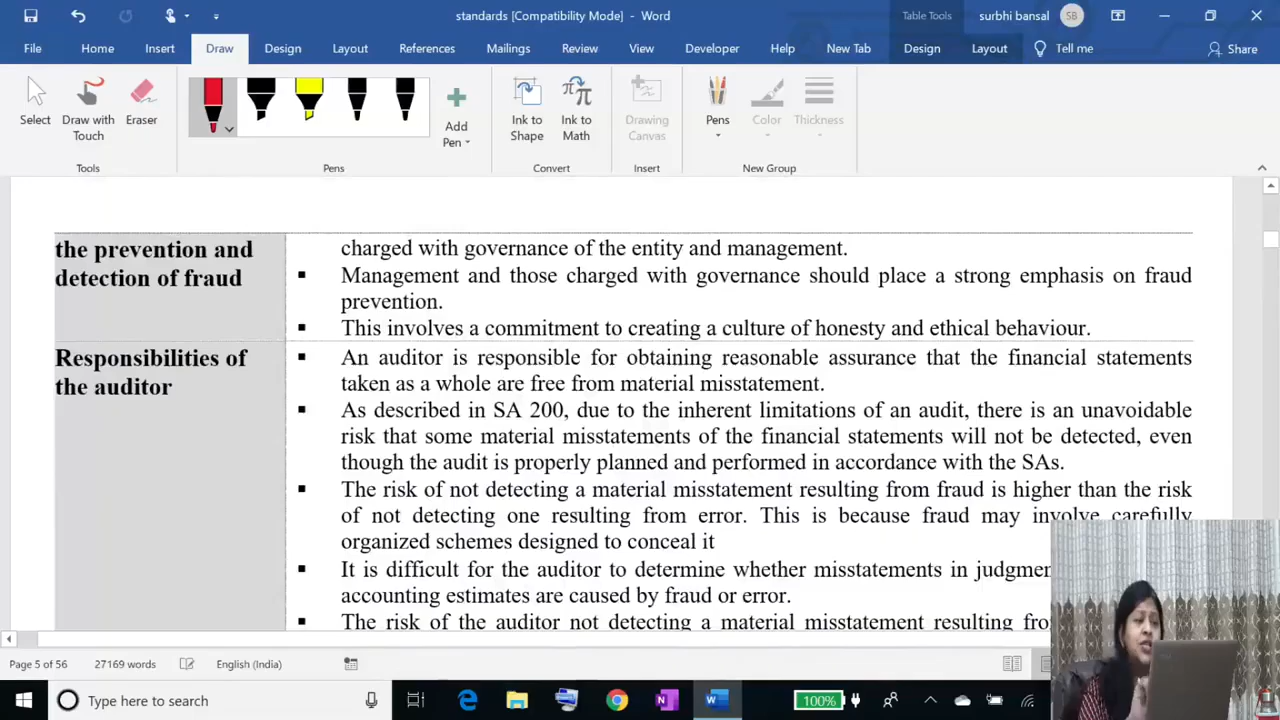 standards [Compatibility Mode] - Word
Table Tools
surbhi bansal
SB
File
Home
Insert
Draw
Design
Layout
References
Mailings
Review
View
Developer
Help
New Tab
Design
Layout
Tell me
Share
Select
Draw with
Touch
Eraser
Add
Pen
Ink to
Shape
Ink to
Math
Drawing
Canvas
Pens
Color
Thickness
Tools
Pens
Convert
Insert
New Group
the prevention and
detection of fraud
charged with governance of the entity and management.
▪ Management and those charged with governance should place a strong emphasis on fraud
prevention.
▪ This involves a commitment to creating a culture of honesty and ethical behaviour.
Responsibilities of
the auditor
▪ An auditor is responsible for obtaining reasonable assurance that the financial statements
taken as a whole are free from material misstatement.
▪ As described in SA 200, due to the inherent limitations of an audit, there is an unavoidable
risk that some material misstatements of the financial statements will not be detected, even
though the audit is properly planned and performed in accordance with the SAs.
▪ The risk of not detecting a material misstatement resulting from fraud is higher than the risk
of not detecting one resulting from error. This is because fraud may involve carefully
organized schemes designed to conceal it
▪ It is difficult for the auditor to determine whether misstatements in
accounting estimates are caused by fraud or error.
▪ The risk of the auditor not detecting a material misstatement resulting
Page 5 of 56
27169 words
English (India)
Type here to search
100%